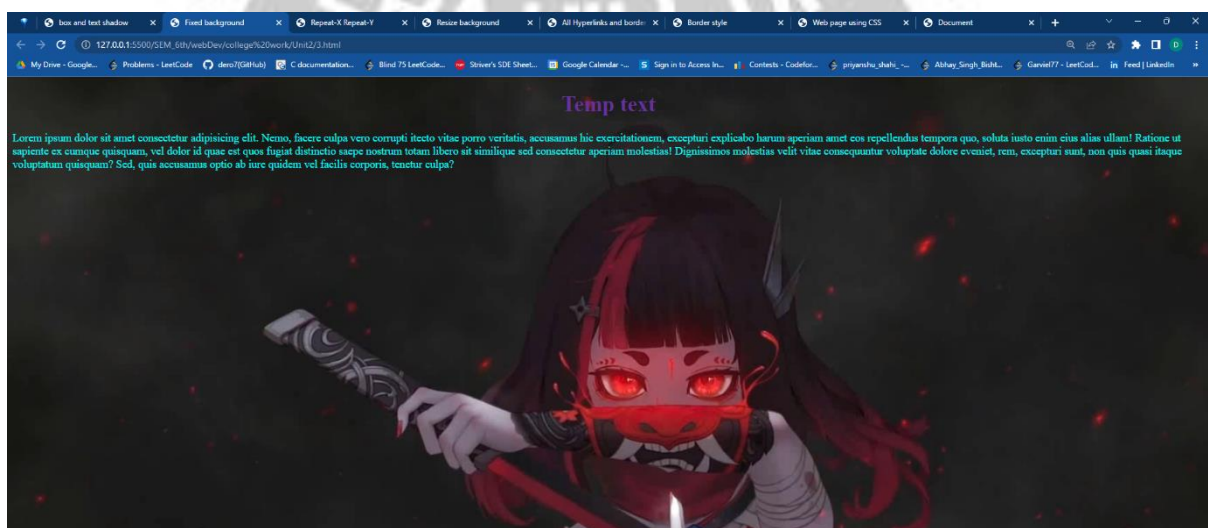 box and text shadow
Fixed background
Repeat-X Repeat-Y
Resize background
All Hyperlinks and border
Border style
Web page using CSS
Document
127.0.0.1:5500/SEM_6th/webDev/college%20work/Unit2/3.html
My Drive - Google...
Problems - LeetCode
dero7(GitHub)
C documentation...
Blind 75 LeetCode...
Striver's SDE Sheet...
Google Calendar -...
Sign in to Access In...
Contests - Codefor...
priyanshu_shahi_ -...
Abhay_Singh_Bisht...
Garviel77 - LeetCod...
Feed | LinkedIn
Temp text
Lorem ipsum dolor sit amet consectetur adipisicing elit. Nemo, facere culpa vero corrupti itecto vitae porro veritatis, accusamus hic exercitationem, excepturi explicabo harum aperiam amet eos repellendus tempora quo, soluta iusto enim eius alias ullam! Ratione ut
sapiente ex cumque quisquam, vel dolor id quae est quos fugiat distinctio saepe nostrum totam libero sit similique sed consectetur aperiam molestias! Dignissimos molestias velit vitae consequuntur voluptate dolore eveniet, rem, excepturi sunt, non quis quasi itaque
voluptatum quisquam? Sed, quis accusamus optio ab iure quidem vel facilis corporis, tenetur culpa?